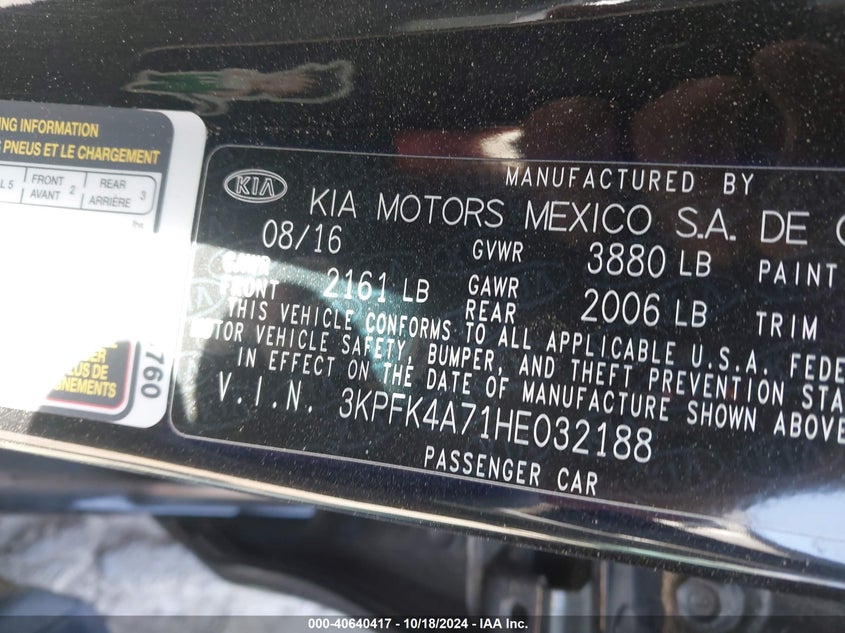 ING INFORMATION
PNEUS ET LE CHARGEMENT
L 5 FRONT AVANT 2 REAR ARRIÈRE 3
760
KIA
MANUFACTURED BY
KIA MOTORS MEXICO S.A. DE
08/16 GVWR 3880 LB PAINT
GAWR FRONT 2161 LB GAWR REAR 2006 LB TRIM
THIS VEHICLE CONFORMS TO ALL APPLICABLE U.S.A. FEDE
MOTOR VEHICLE SAFETY, BUMPER, AND THEFT PREVENTION STA
IN EFFECT ON THE DATE OF MANUFACTURE SHOWN ABOVE
V.I.N. 3KPFK4A71HE032188
PASSENGER CAR
000-40640417 | 10/18/2024 | IAA Inc.